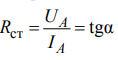 R_ст = U_A / I_A = tgα